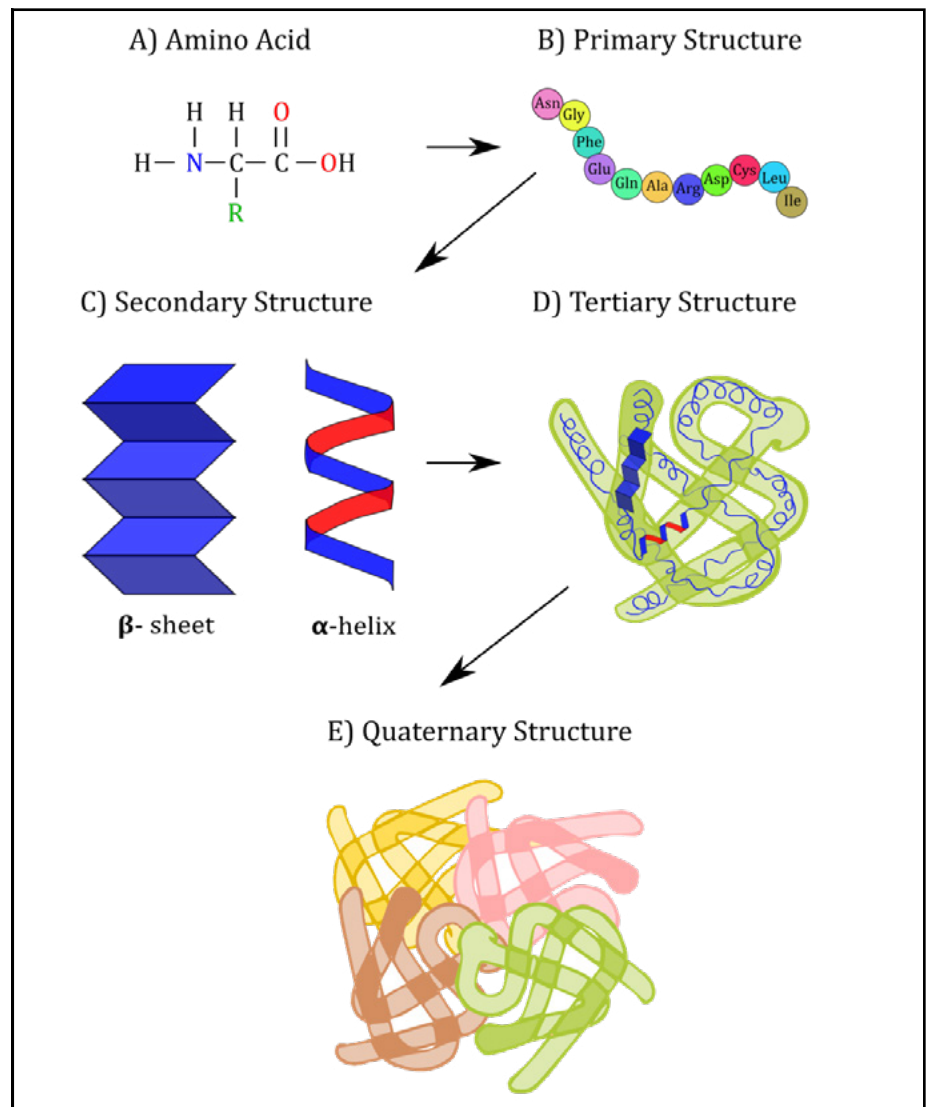 A) Amino Acid
B) Primary Structure
H H O
H N C C OH
R
Asn
Gly
Phe
Glu
Gln
Ala
Arg
Asp
Cys
Leu
Ile
C) Secondary Structure
D) Tertiary Structure
β- sheet
α-helix
E) Quaternary Structure